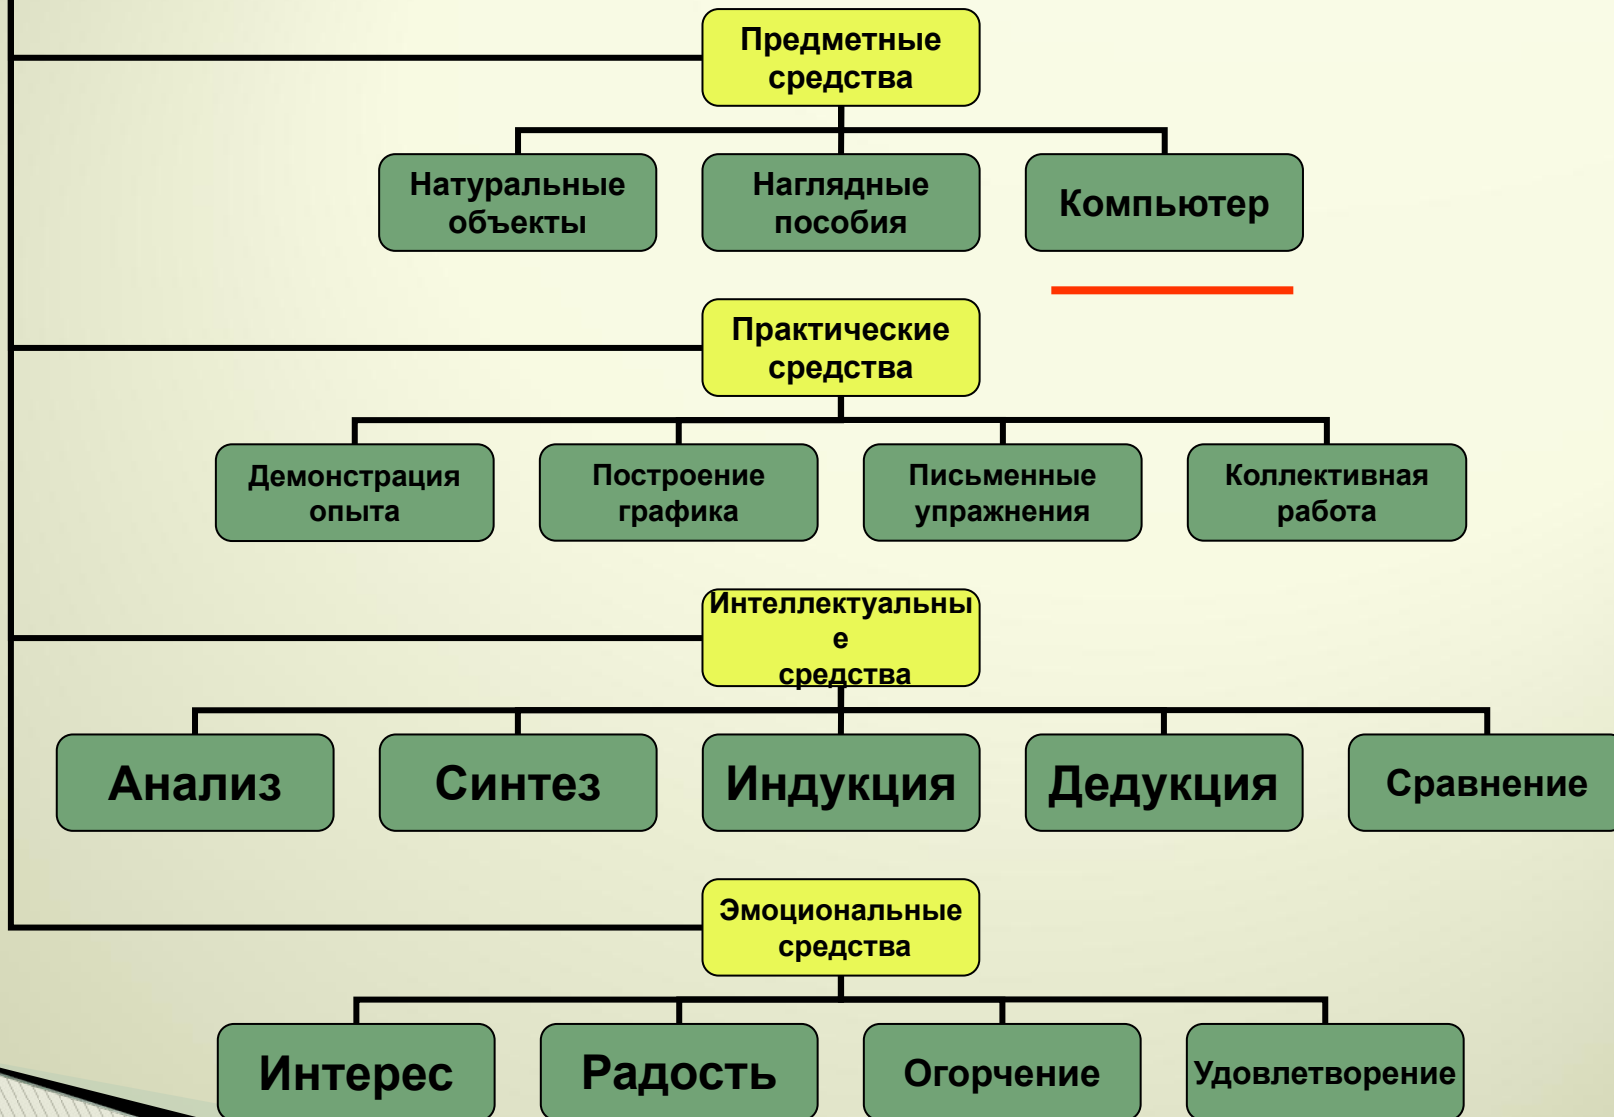 Предметные
средства
Натуральные
объекты
Наглядные
пособия
Компьютер
Практические
средства
Демонстрация
опыта
Построение
графика
Письменные
упражнения
Коллективная
работа
Интеллектуальны
е
средства
Анализ
Синтез
Индукция
Дедукция
Сравнение
Эмоциональные
средства
Интерес
Радость
Огорчение
Удовлетворение